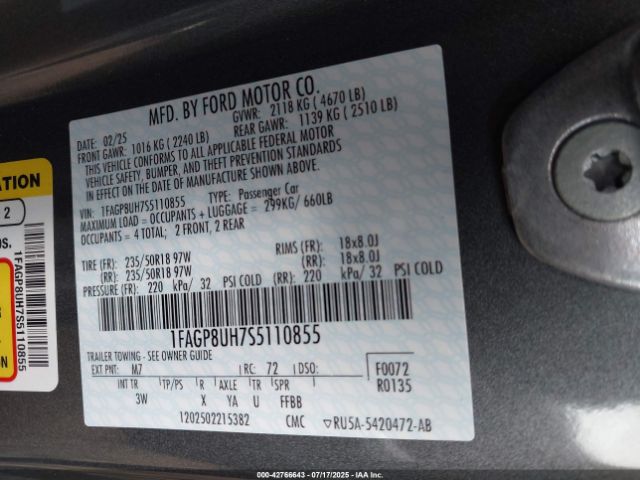 MFD. BY FORD MOTOR CO.
02/25 GVWR: 2118 KG ( 4670 LB)
FRONT GAWR: 1016 KG ( 2240 LB) REAR GAWR: 1139 KG ( 2510 LB)
THIS VEHICLE CONFORMS TO ALL APPLICABLE FEDERAL MOTOR
VEHICLE SAFETY, BUMPER, AND THEFT PREVENTION STANDARDS
IN EFFECT ON THE DATE OF MANUFACTURE SHOWN ABOVE.
VIN: 1FAGP8UH7S5110855 TYPE: Passenger Car
MAXIMUM LOAD = OCCUPANTS + LUGGAGE = 299KG/ 660LB
OCCUPANTS = 4 TOTAL; 2 FRONT, 2 REAR
TIRE (FR): 235/50R18 97W RIMS (FR): 18x8.0J
(RR): 235/50R18 97W (RR): 18x8.0J
PRESSURE (FR): 220 kPa/ 32 PSI COLD (RR): 220 kPa/ 32 PSI COLD
1FAGP8UH7S5110855
TRAILER TOWING - SEE OWNER GUIDE
EXT PNT: M7 RC: 72 DSO: F0072
INT TR TP/PS R AXLE TR SPR R0135
3W X YA U FFBB
1202502215382 CMC ▽RU5A-5420472-AB
ATION
2
OS.
1FAGP8UH7S5110855
000-42766643 - 07/17/2025 - IAA Inc.